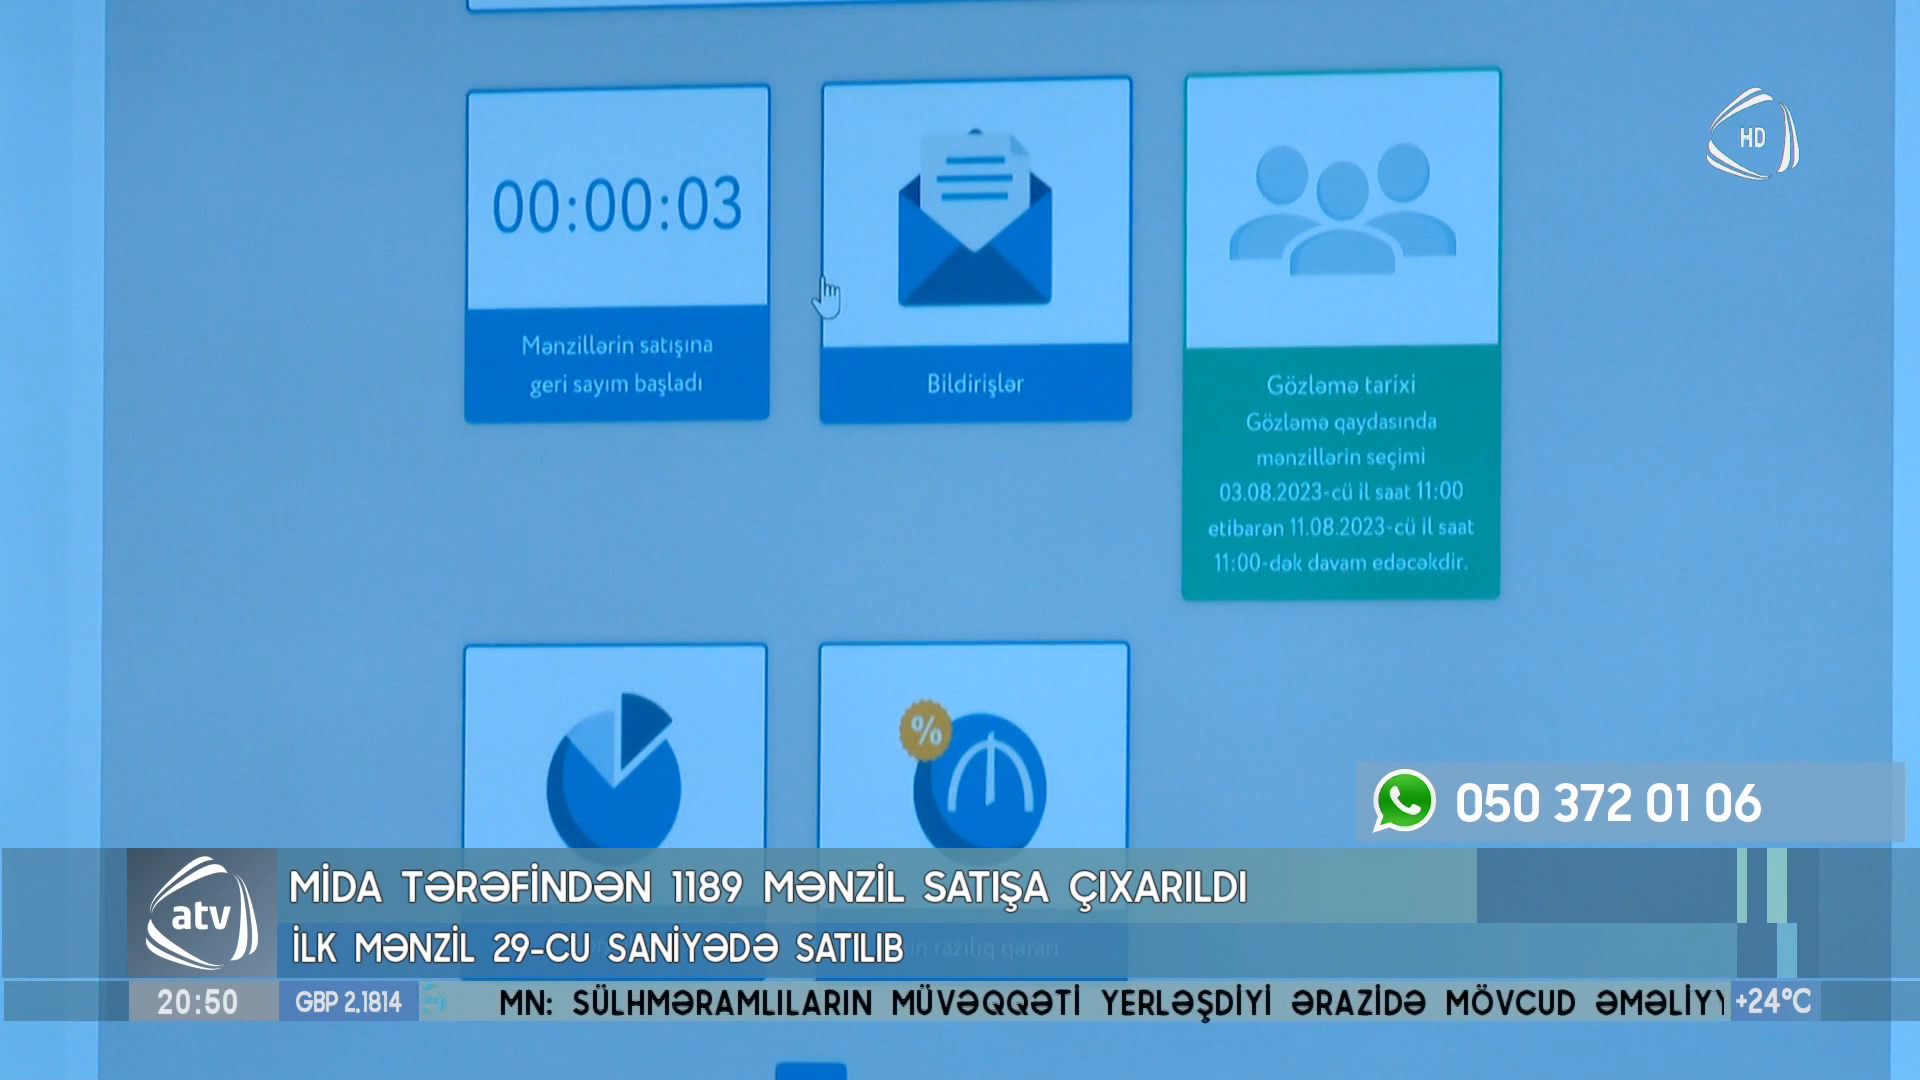 00:00:03
Mənzillərin satışına
geri sayım başladı
Bildirişlər
Gözləmə tarixi
Gözləmə qaydasında
mənzillərin seçimi
03.08.2023-cü il saat 11:00
etibarən 11.08.2023-cü il saat
11:00-dək davam edəcəkdir.
HD
%
050 372 01 06
atv
MİDA TƏRƏFİNDƏN 1189 MƏNZİL SATIŞA ÇIXARILDI
İLK MƏNZİL 29-CU SANİYƏDƏ SATILIB
razılıq qərarı
20:50
GBP 2.1814
MN: SÜLHMƏRAMLILARIN MÜVƏQQƏTİ YERLƏŞDİYİ ƏRAZİDƏ MÖVCUD ƏMƏLİYY
+24°C